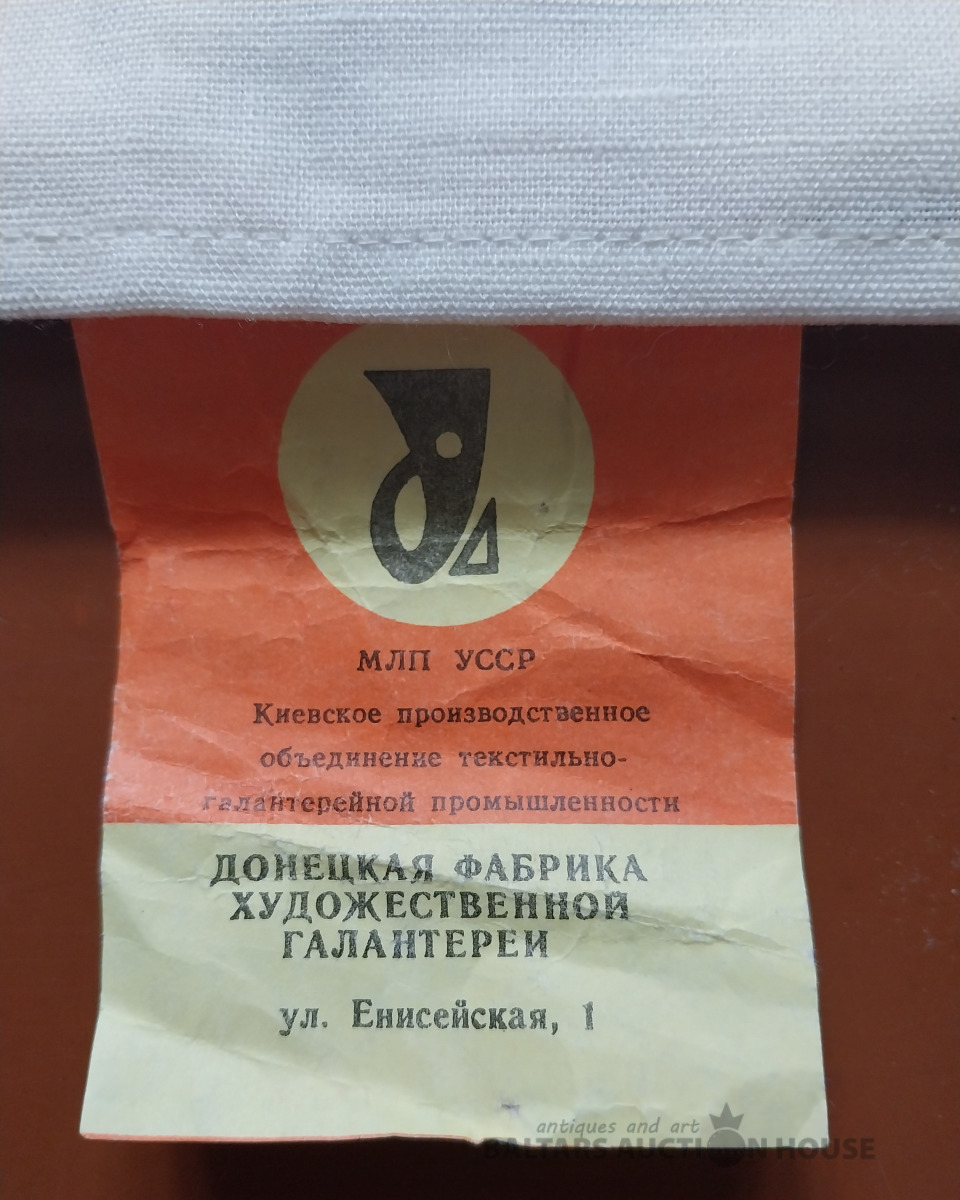 МЛП УССР
Киевское производственное
объединение текстильно-
галантерейной промышленности
ДОНЕЦКАЯ ФАБРИКА
ХУДОЖЕСТВЕННОЙ
ГАЛАНТЕРЕИ
ул. Енисейская, 1
antiques and art
BALTARS AUCTION HOUSE